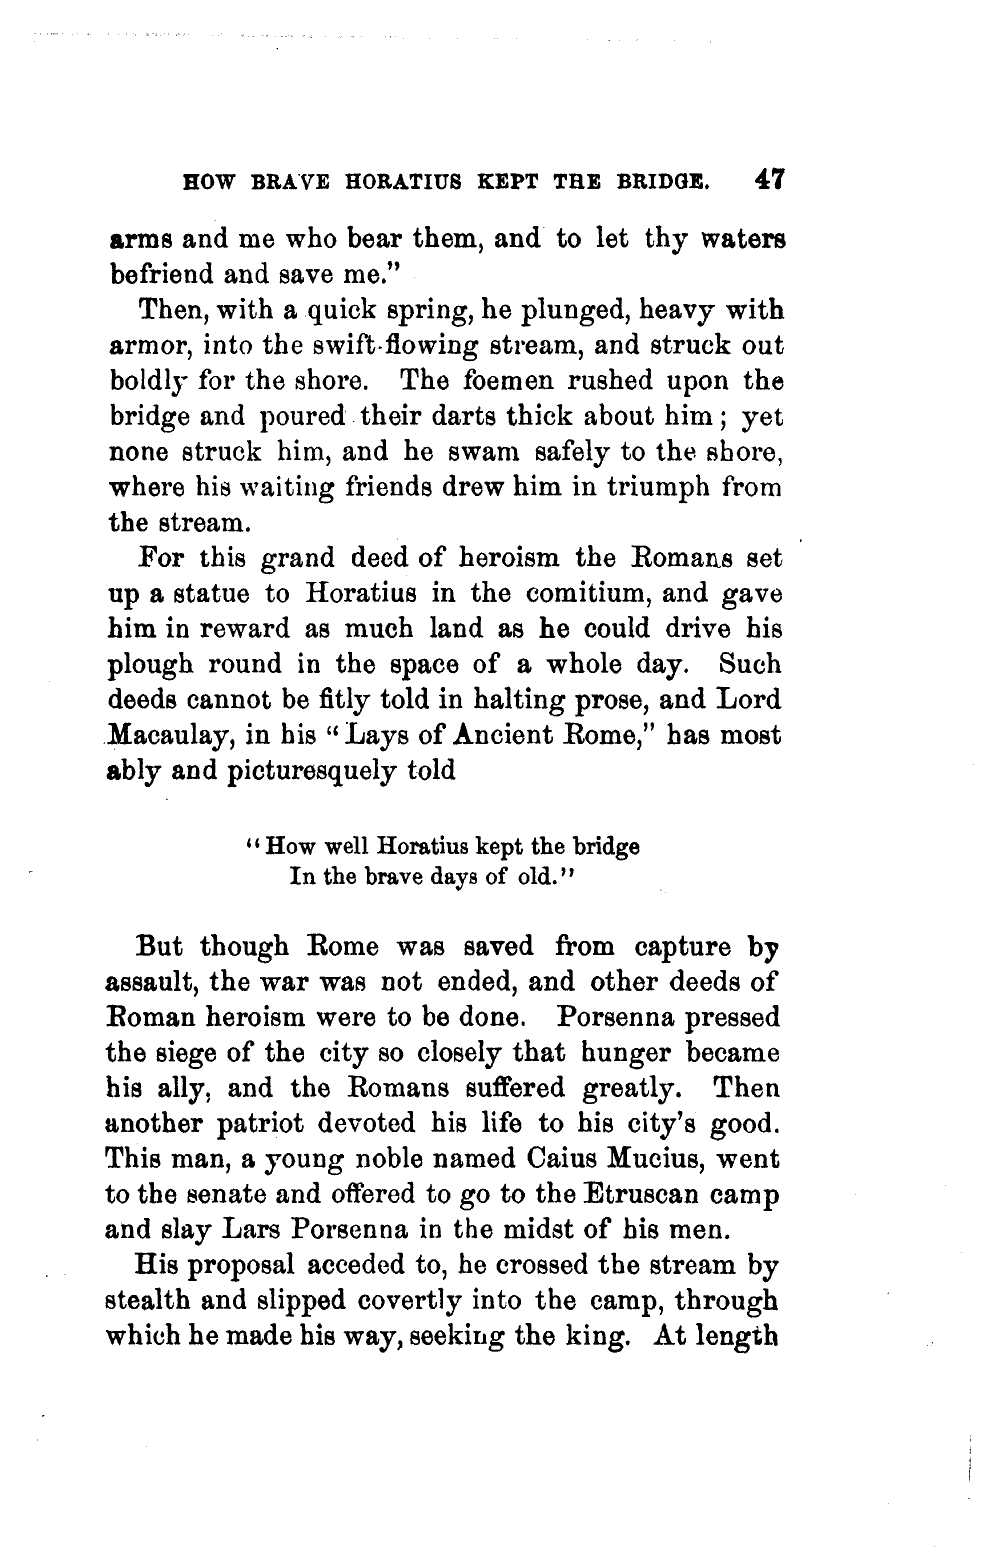 HOW BRAVE HORATIUS KEPT THE BRIDGE. 47
arms and me who bear them, and to let thy waters
befriend and save me."
Then, with a quick spring, he plunged, heavy with
armor, into the swift-flowing stream, and struck out
boldly for the shore. The foemen rushed upon the
bridge and poured their darts thick about him; yet
none struck him, and he swam safely to the shore,
where his waiting friends drew him in triumph from
the stream.
For this grand deed of heroism the Romans set
up a statue to Horatius in the comitium, and gave
him in reward as much land as he could drive his
plough round in the space of a whole day. Such
deeds cannot be fitly told in halting prose, and Lord
Macaulay, in his "Lays of Ancient Rome," has most
ably and picturesquely told
"How well Horatius kept the bridge
In the brave days of old."
But though Rome was saved from capture by
assault, the war was not ended, and other deeds of
Roman heroism were to be done. Porsenna pressed
the siege of the city so closely that hunger became
his ally, and the Romans suffered greatly. Then
another patriot devoted his life to his city's good.
This man, a young noble named Caius Mucius, went
to the senate and offered to go to the Etruscan camp
and slay Lars Porsenna in the midst of his men.
His proposal acceded to, he crossed the stream by
stealth and slipped covertly into the camp, through
which he made his way, seeking the king. At length